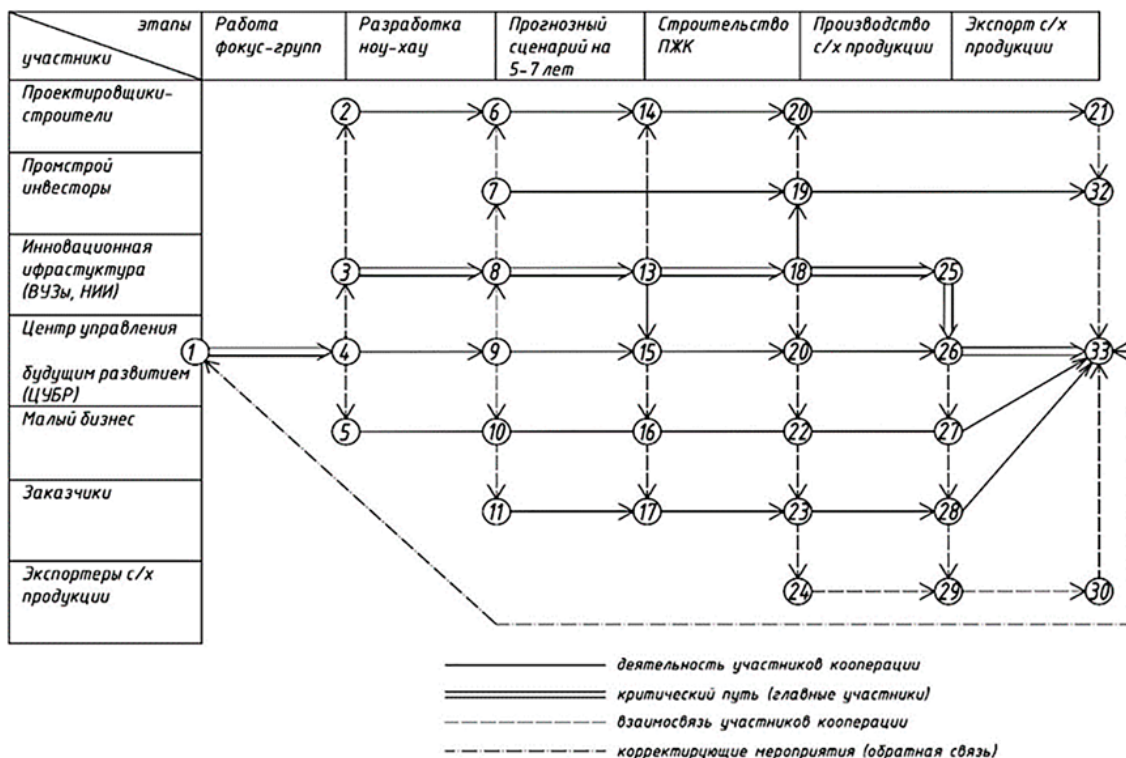 этапы
участники
Работа
фокус-групп
Разработка
ноу-хау
Прогнозный
сценарий на
5-7 лет
Строительство
ПЖК
Производство
с/х продукции
Экспорт с/х
продукции
Проектировщики-
строители
2 6 14 20 21
Промстрой
инвесторы
7 19 32
Инновационная
ифрастуктура
(ВУЗы, НИИ)
3 8 13 18 25
Центр управления
будущим развитием
(ЦУБР)
1 4 9 15 20 26 33
Малый бизнес
5 10 16 22 27
Заказчики
11 17 23 28
Экспортеры с/х
продукции
24 29 30
деятельность участников кооперации
критический путь (главные участники)
взаимосвязь участников кооперации
корректирующие мероприятия (обратная связь)